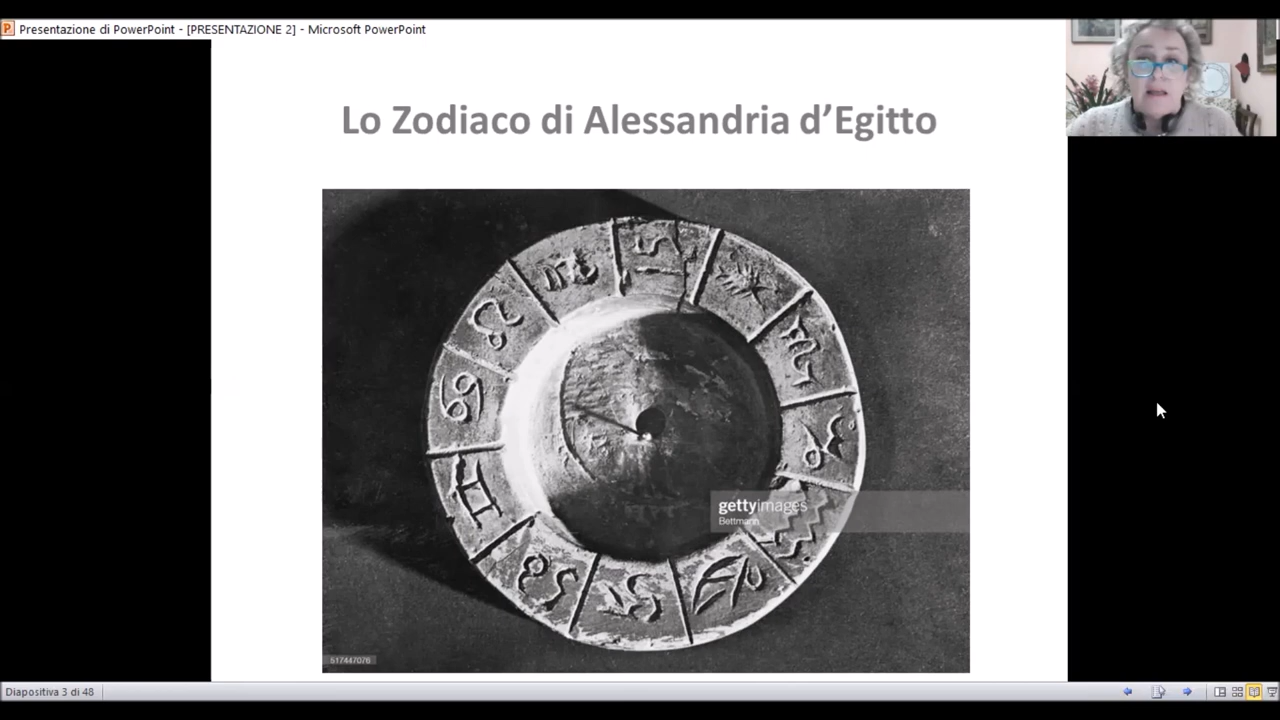 Presentazione di PowerPoint - [PRESENTAZIONE 2] - Microsoft PowerPoint
Lo Zodiaco di Alessandria d'Egitto
gettyimages
Bettmann
517447076
Diapositiva 3 di 48